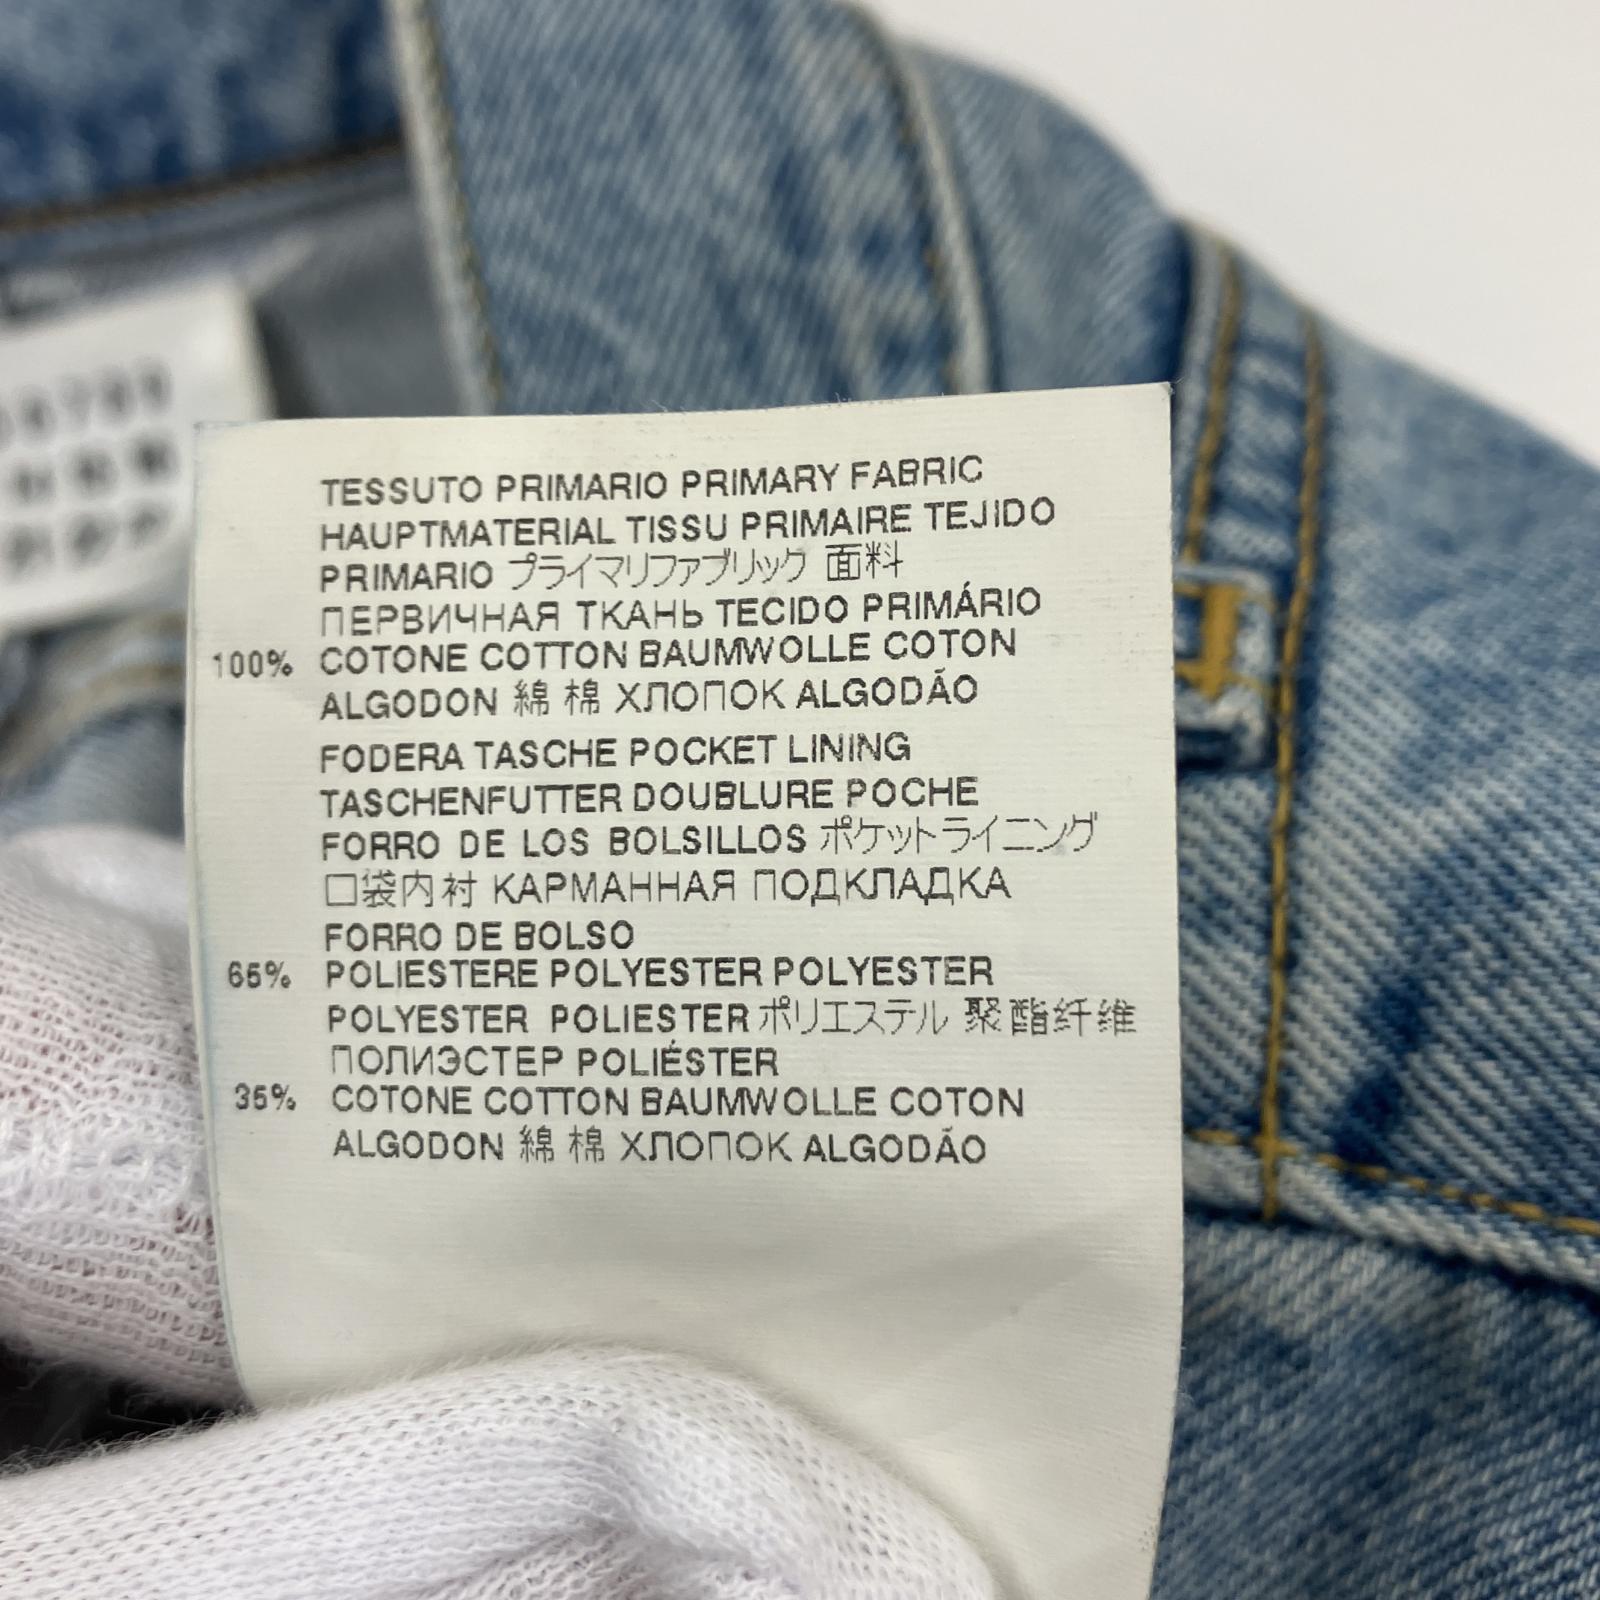 TESSUTO PRIMARIO PRIMARY FABRIC
HAUPTMATERIAL TISSU PRIMAIRE TEJIDO
PRIMARIO プライマリファブリック 面料
ПЕРВИЧНАЯ ТКАНЬ TECIDO PRIMÁRIO
100% COTONE COTTON BAUMWOLLE COTON
ALGODON 綿 棉 ХЛОПОК ALGODÃO
FODERA TASCHE POCKET LINING
TASCHENFUTTER DOUBLURE POCHE
FORRO DE LOS BOLSILLOS ポケットライニング
口袋内衬 КАРМАННАЯ ПОДКЛАДКА
FORRO DE BOLSO
65% POLIESTERE POLYESTER POLYESTER
POLYESTER POLIESTER ポリエステル 聚酯纤维
ПОЛИЭСТЕР POLIÉSTER
35% COTONE COTTON BAUMWOLLE COTON
ALGODON 綿 棉 ХЛОПОК ALGODÃO